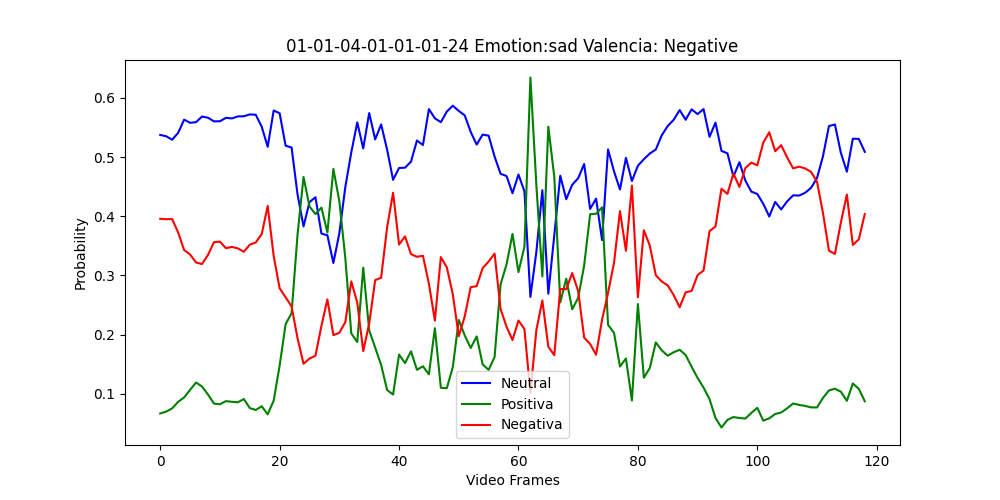 01-01-04-01-01-01-24 Emotion:sad Valencia: Negative
0.6
0.5
0.4
0.3
0.2
0.1
Probability
0 20 40 60 80 100 120
Video Frames
Neutral
Positiva
Negativa